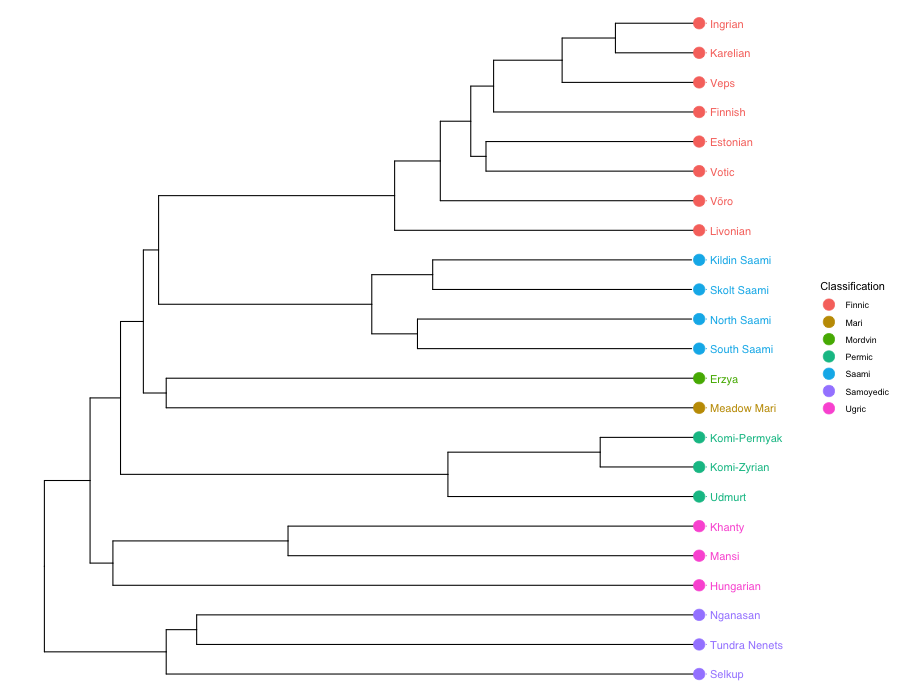 Ingrian
Karelian
Veps
Finnish
Estonian
Votic
Võro
Livonian
Kildin Saami
Skolt Saami
North Saami
South Saami
Erzya
Meadow Mari
Komi-Permyak
Komi-Zyrian
Udmurt
Khanty
Mansi
Hungarian
Nganasan
Tundra Nenets
Selkup
Classification
Finnic
Mari
Mordvin
Permic
Saami
Samoyedic
Ugric